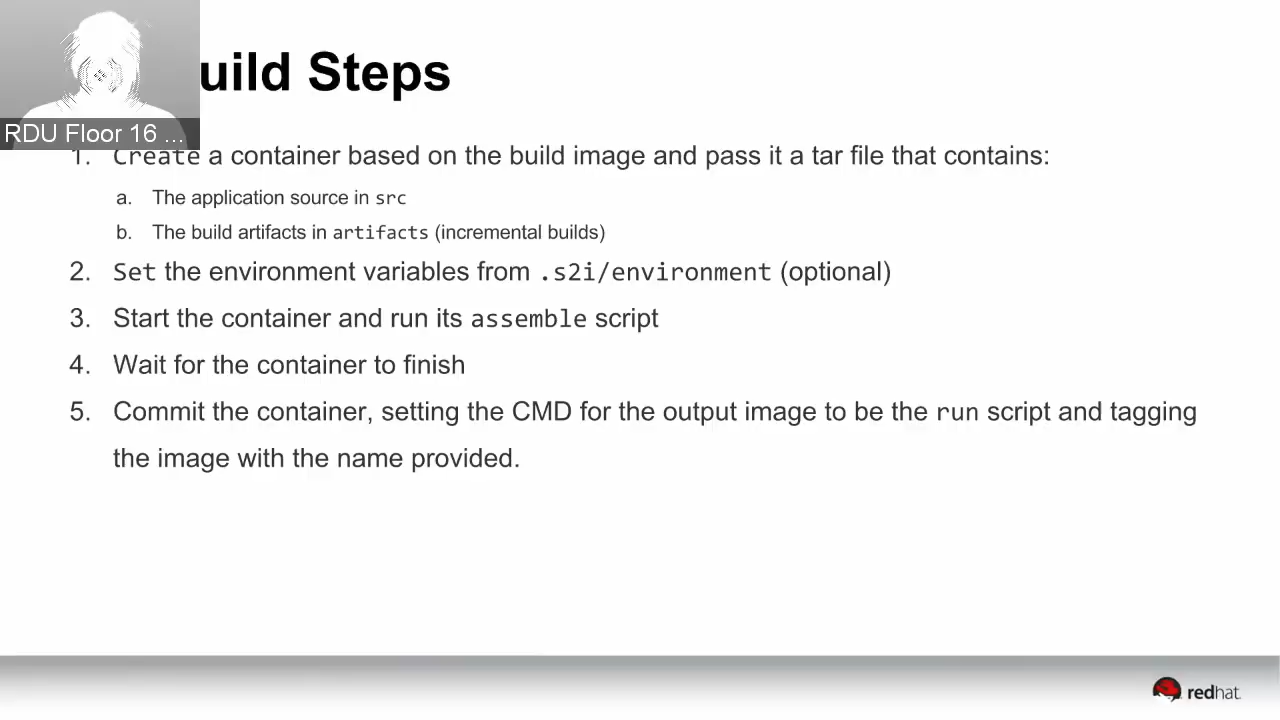 uild Steps
RDU Floor 16 ...
1. Create a container based on the build image and pass it a tar file that contains:
a. The application source in src
b. The build artifacts in artifacts (incremental builds)
2. Set the environment variables from .s2i/environment (optional)
3. Start the container and run its assemble script
4. Wait for the container to finish
5. Commit the container, setting the CMD for the output image to be the run script and tagging
the image with the name provided.
redhat.